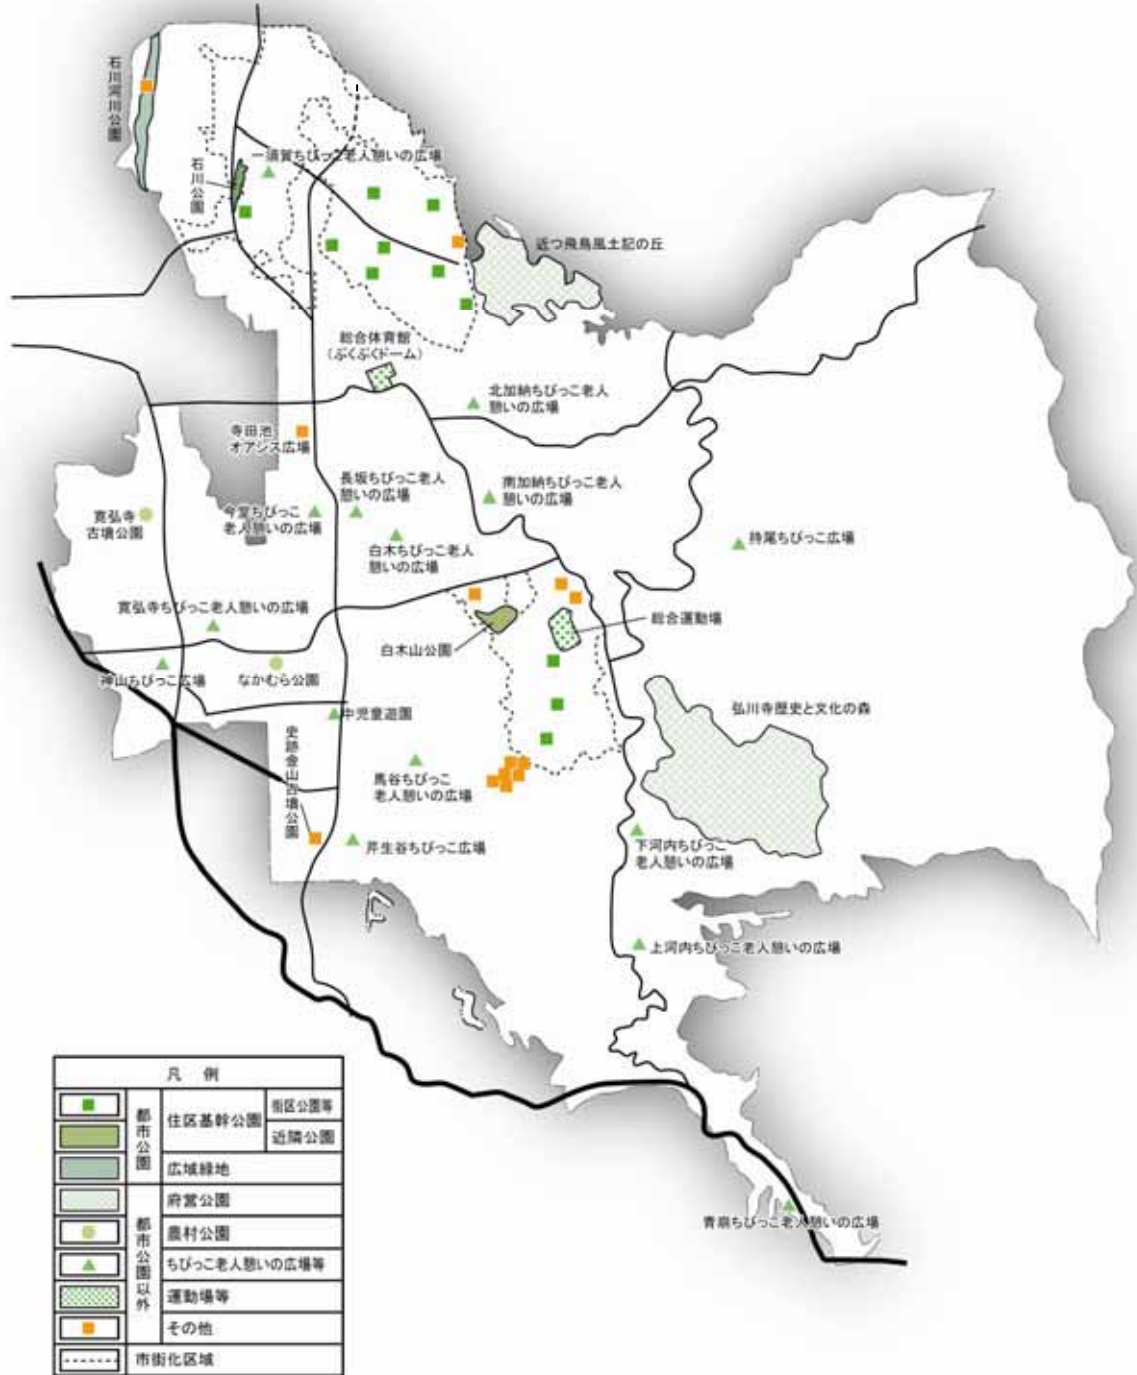 石川河川公園
石川公園
一須賀ちびっこ老人憩いの広場
近つ飛鳥風土記の丘
総合体育館
（ぷくぷくドーム）
北加納ちびっこ老人
憩いの広場
寺田池
オアシス広場
長坂ちびっこ老人
憩いの広場
南加納ちびっこ老人
憩いの広場
寛弘寺
古墳公園
今堂ちびっこ
老人憩いの広場
白木ちびっこ老人
憩いの広場
持尾ちびっこ広場
寛弘寺ちびっこ老人憩いの広場
総合運動場
白木山公園
神山ちびっこ広場
なかむら公園
中児童遊園
弘川寺歴史と文化の森
史跡金山古墳公園
馬谷ちびっこ
老人憩いの広場
芹生谷ちびっこ広場
下河内ちびっこ
老人憩いの広場
上河内ちびっこ老人憩いの広場
青崩ちびっこ老人憩いの広場
凡 例
都市公園
住区基幹公園
街区公園等
近隣公園
広域緑地
都市公園以外
府営公園
農村公園
ちびっこ老人憩いの広場等
運動場等
その他
市街化区域